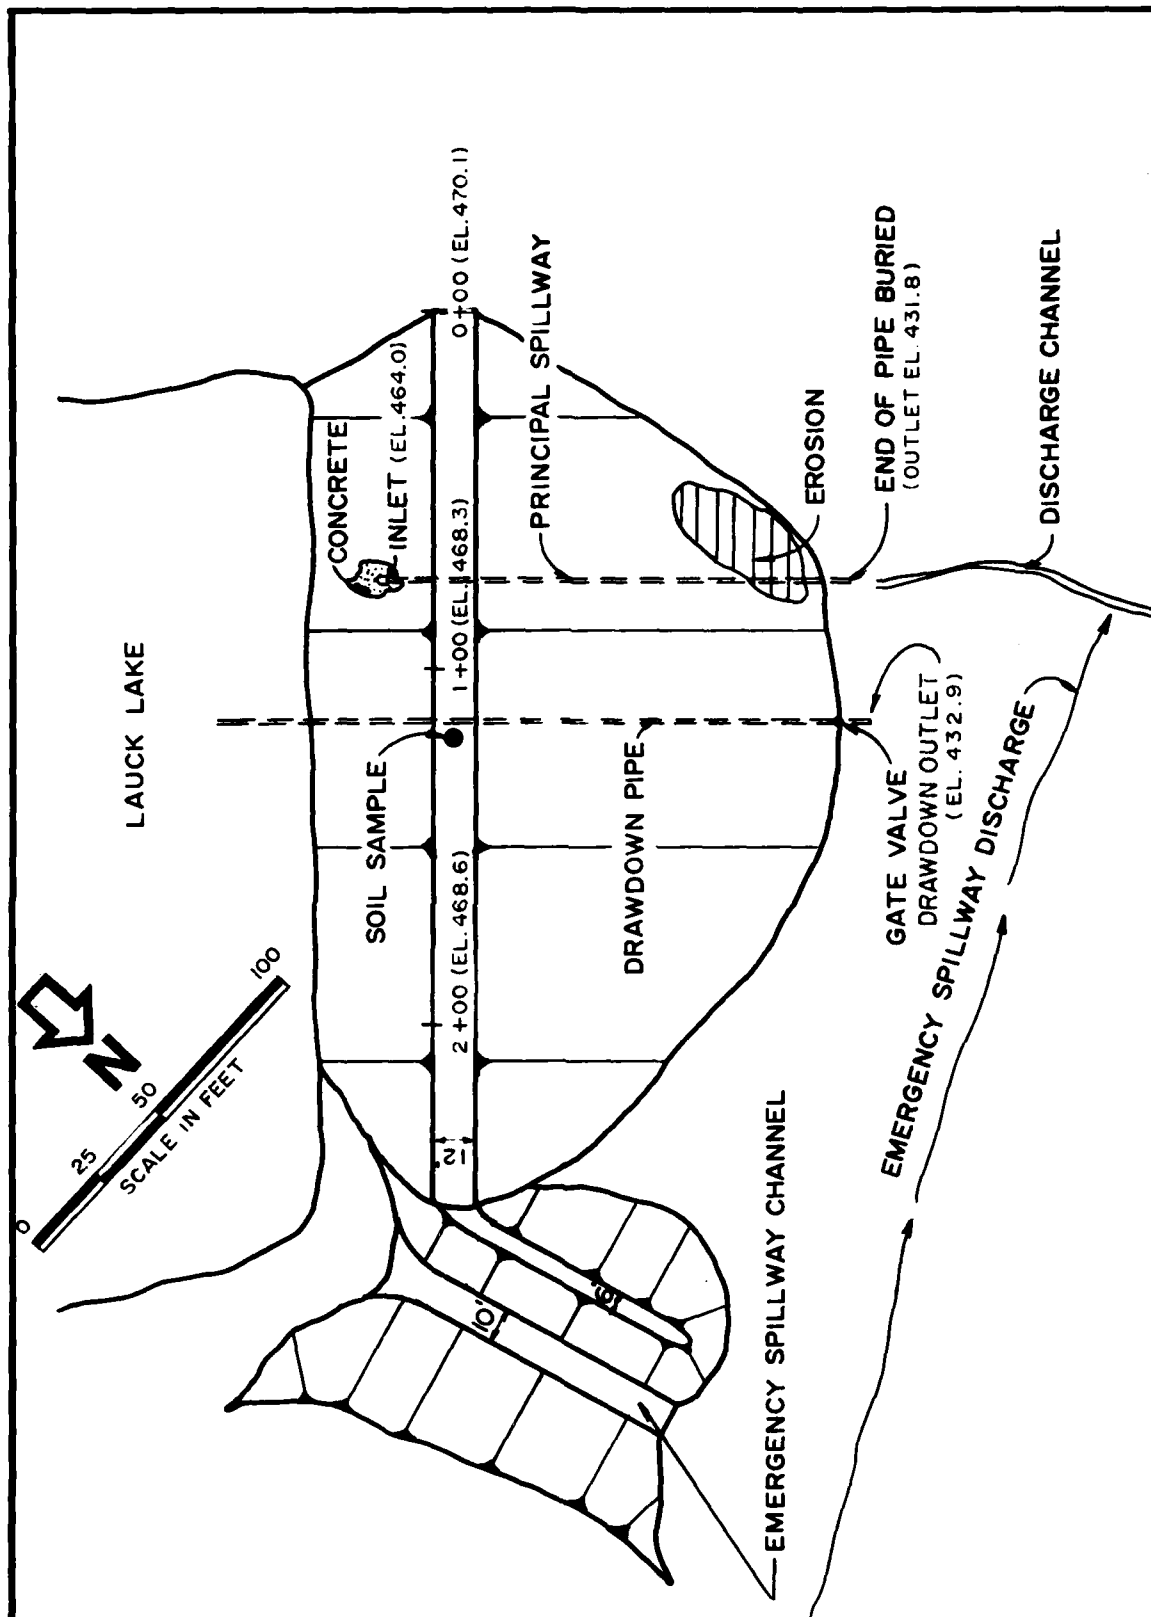 LAUCK LAKE
N
0 25 50 100
SCALE IN FEET
CONCRETE
INLET (EL.464.0)
SOIL SAMPLE
2+00 (EL.468.6)
1+00 (EL.468.3)
0+00 (EL.470.1)
12'
10'
6'
PRINCIPAL SPILLWAY
DRAWDOWN PIPE
EROSION
END OF PIPE BURIED
(OUTLET EL. 431.8)
GATE VALVE
DRAWDOWN OUTLET
(EL. 432.9)
DISCHARGE CHANNEL
EMERGENCY SPILLWAY DISCHARGE
EMERGENCY SPILLWAY CHANNEL